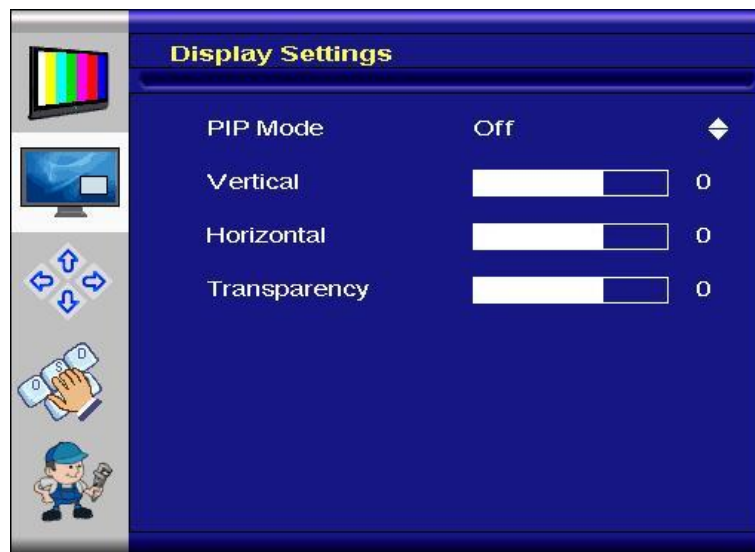 Display Settings
PIP Mode Off
Vertical 0
Horizontal 0
Transparency 0
O S D